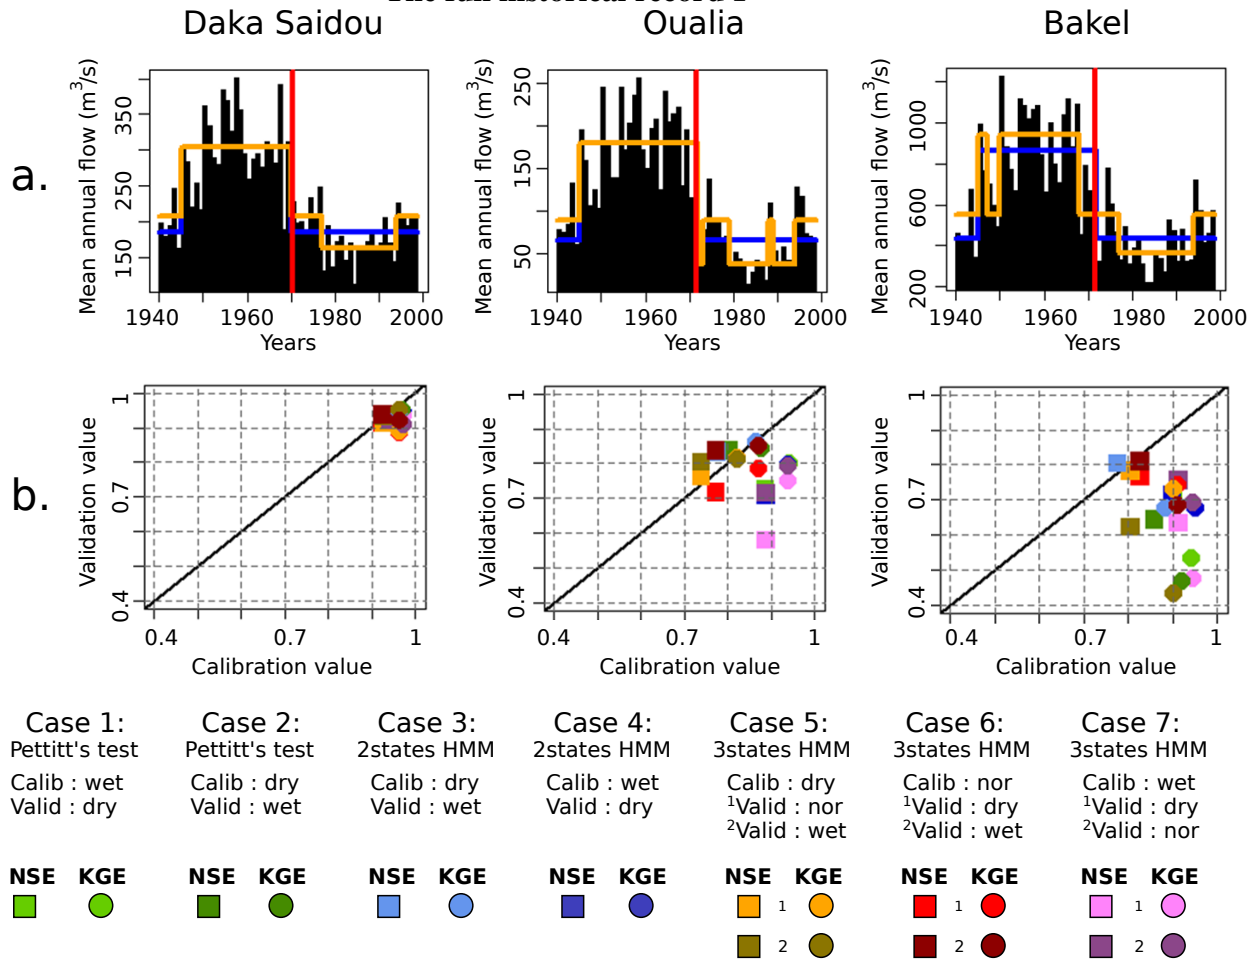 Daka Saidou
Oualia
Bakel
a.
Mean annual flow (m³/s)
150
250
350
1940
1960
1980
2000
Years
Mean annual flow (m³/s)
50
150
250
1940
1960
1980
2000
Years
Mean annual flow (m³/s)
200
600
1000
1940
1960
1980
2000
Years
b.
Validation value
0.4
0.7
1
0.4
0.7
1
Calibration value
Validation value
0.4
0.7
1
0.4
0.7
1
Calibration value
Validation value
0.4
0.7
1
0.4
0.7
1
Calibration value
Case 1:
Pettitt's test
Calib : wet
Valid : dry
NSE KGE
Case 2:
Pettitt's test
Calib : dry
Valid : wet
NSE KGE
Case 3:
2states HMM
Calib : dry
Valid : wet
NSE KGE
Case 4:
2states HMM
Calib : wet
Valid : dry
NSE KGE
Case 5:
3states HMM
Calib : dry
¹Valid : nor
²Valid : wet
NSE KGE
1
2
Case 6:
3states HMM
Calib : nor
¹Valid : dry
²Valid : wet
NSE KGE
1
2
Case 7:
3states HMM
Calib : wet
¹Valid : dry
²Valid : nor
NSE KGE
1
2